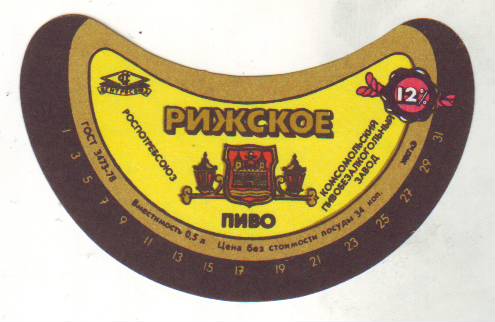 ЦЕНТРОСОЮЗ
РОСПОТРЕБСОЮЗ
РИЖСКОЕ
ПИВО
12%
КОМСОМОЛЬСКИЙ
ПИВОБЕЗАЛКОГОЛЬНЫЙ
ЗАВОД
ГОСТ 3473-78
Вместимость 0,5 л
Цена без стоимости посуды 34 коп.
1 3 5 7 9 11 13 15 17 19 21 23 25 27 29 31